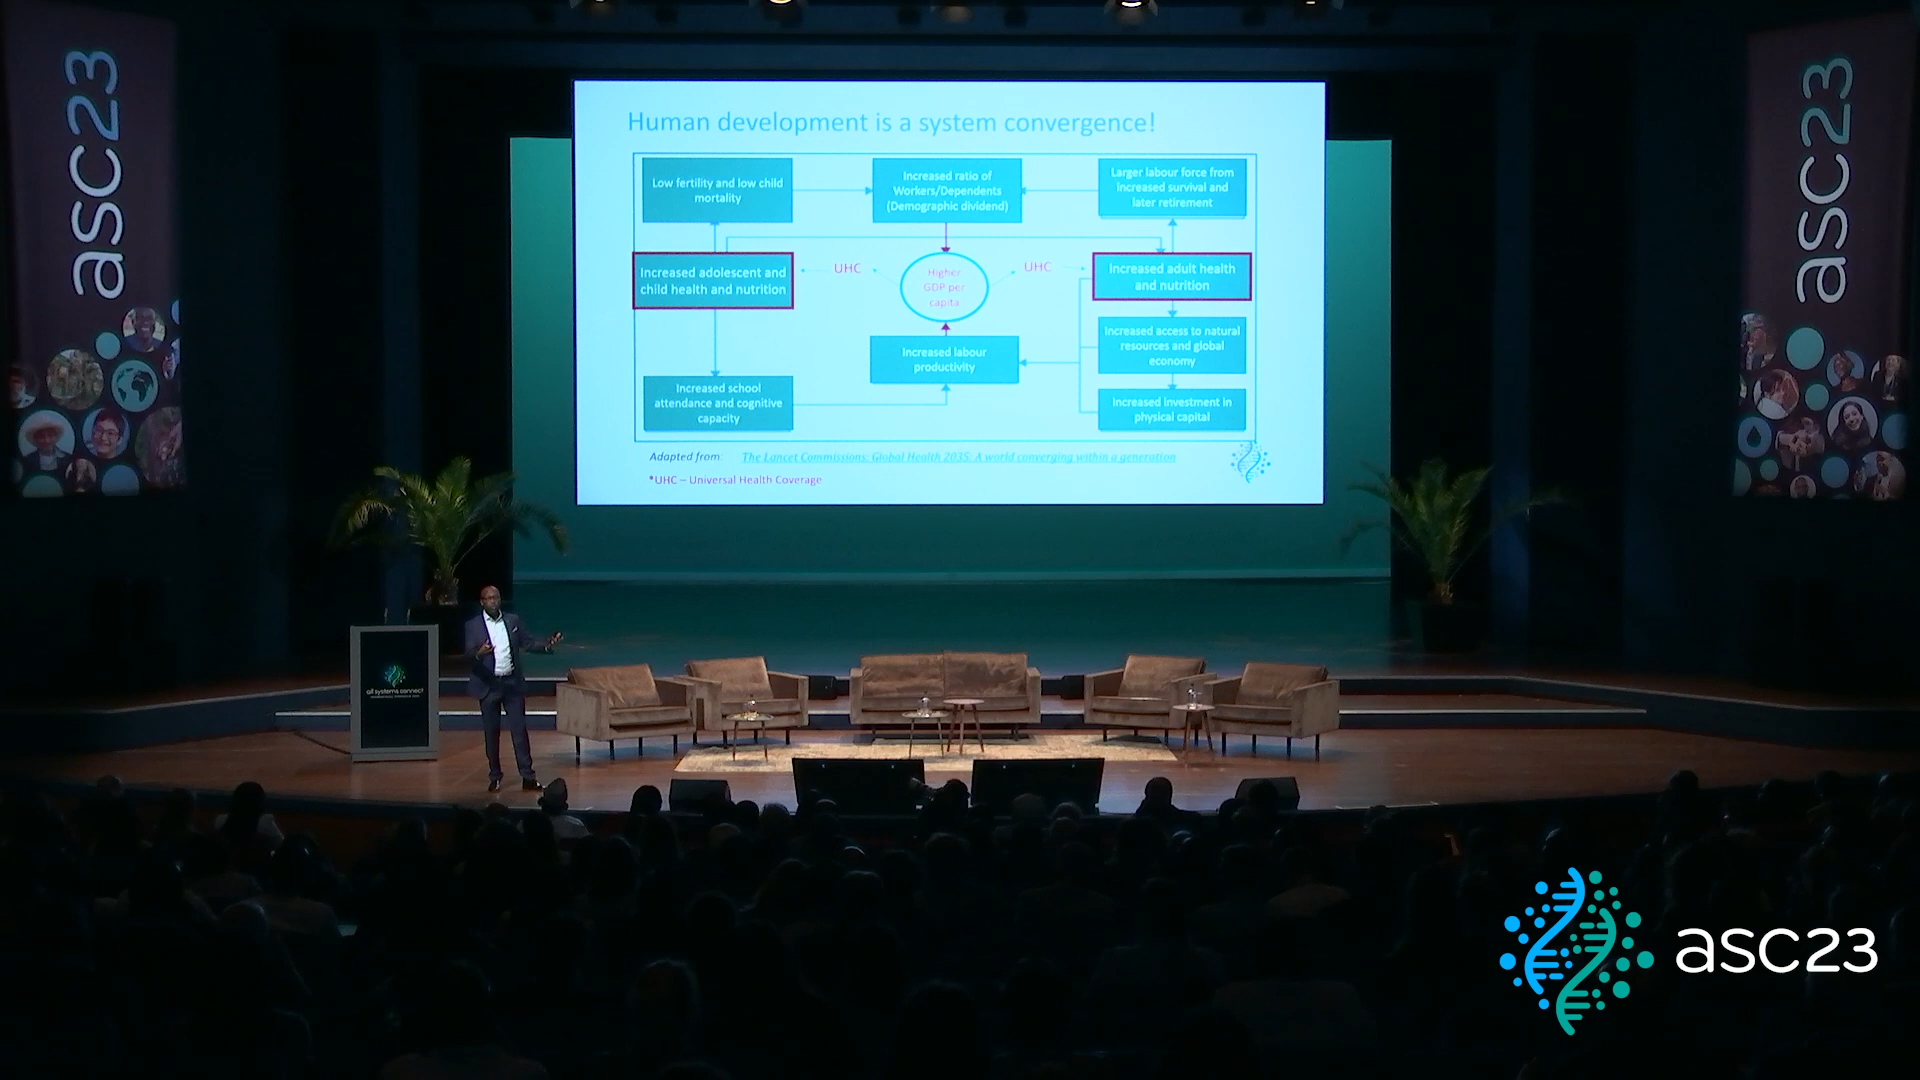 asc23
asc23
Human development is a system convergence!
Low fertility and low child
mortality
Increased ratio of
Workers/Dependents
(Demographic dividend)
Larger labour force from
increased survival and
later retirement
Increased adolescent and
child health and nutrition
UHC
Higher
GDP per
capita
UHC
Increased adult health
and nutrition
Increased labour
productivity
Increased access to natural
resources and global
economy
Increased school
attendance and cognitive
capacity
Increased investment in
physical capital
Adapted from: The Lancet Commissions: Global Health 2035: A world converging within a generation
*UHC – Universal Health Coverage
all systems connect
asc23